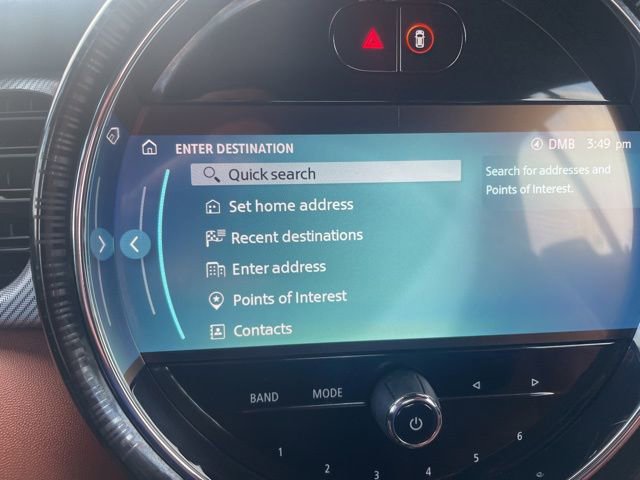 ENTER DESTINATION
DMB 3:49 pm
Quick search
Search for addresses and
Points of Interest.
Set home address
Recent destinations
Enter address
Points of Interest
Contacts
BAND MODE
1 2 3 4 5 6